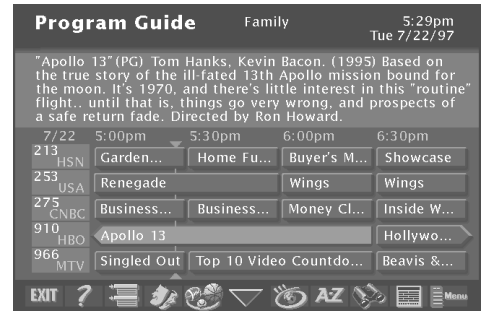 Program Guide Family 5:29pm
Tue 7/22/97
"Apollo 13"(PG) Tom Hanks, Kevin Bacon. (1995) Based on
the true story of the ill-fated 13th Apollo mission bound for
the moon. It's 1970, and there's little interest in this "routine"
flight.. until that is, things go very wrong, and prospects of
a safe return fade. Directed by Ron Howard.
7/22 5:00pm 5:30pm 6:00pm 6:30pm
213 HSN Garden... Home Fu... Buyer's M... Showcase
253 USA Renegade Wings Wings
275 CNBC Business... Business... Money Cl... Inside W...
910 HBO Apollo 13 Hollywo...
966 MTV Singled Out Top 10 Video Countdo... Beavis &...
EXIT ? A-Z Menu